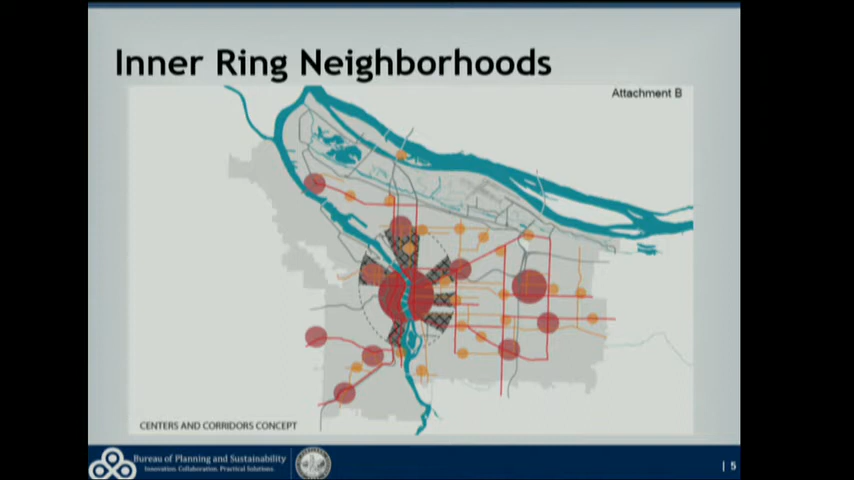 Inner Ring Neighborhoods
Attachment B
CENTERS AND CORRIDORS CONCEPT
Bureau of Planning and Sustainability
Innovation. Collaboration. Practical Solutions.
| 5